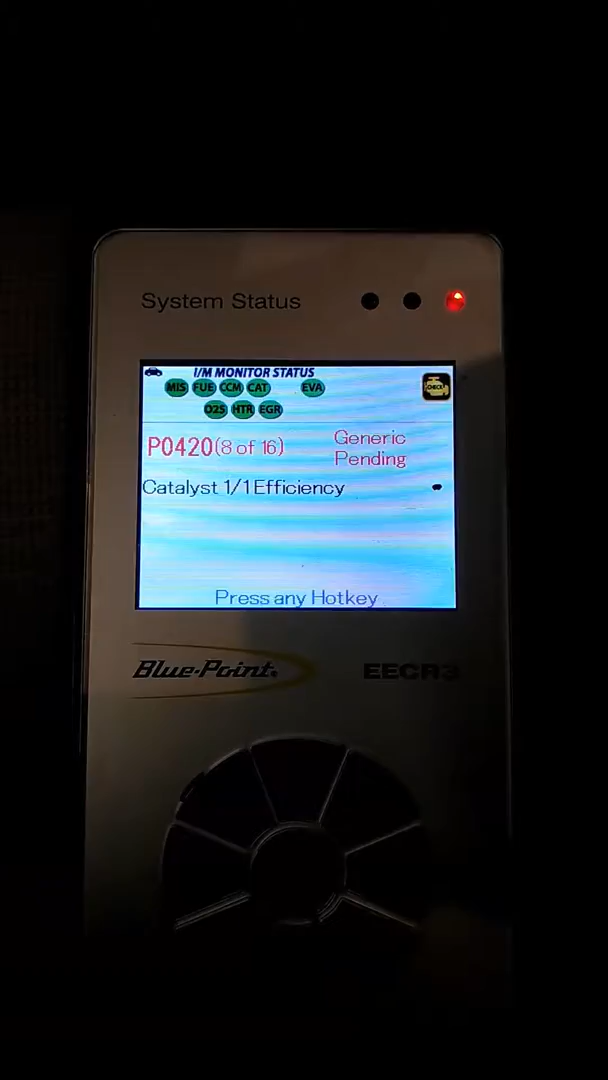 System Status
I/M MONITOR STATUS
MIS FUE CCM CAT EVA
CHECK
O2S HTR EGR
P0420(8 of 16) Generic
Pending
Catalyst 1/1 Efficiency
Press any Hotkey
Blue-Point®
EECR3